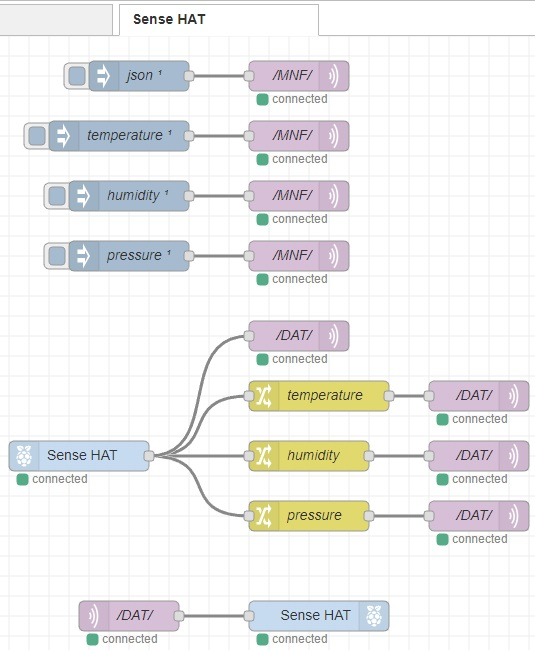 Sense HAT
json ¹
/MNF/
connected
temperature ¹
/MNF/
connected
humidity ¹
/MNF/
connected
pressure ¹
/MNF/
connected
/DAT/
connected
temperature
/DAT/
connected
Sense HAT
connected
humidity
/DAT/
connected
pressure
/DAT/
connected
/DAT/
connected
Sense HAT
connected